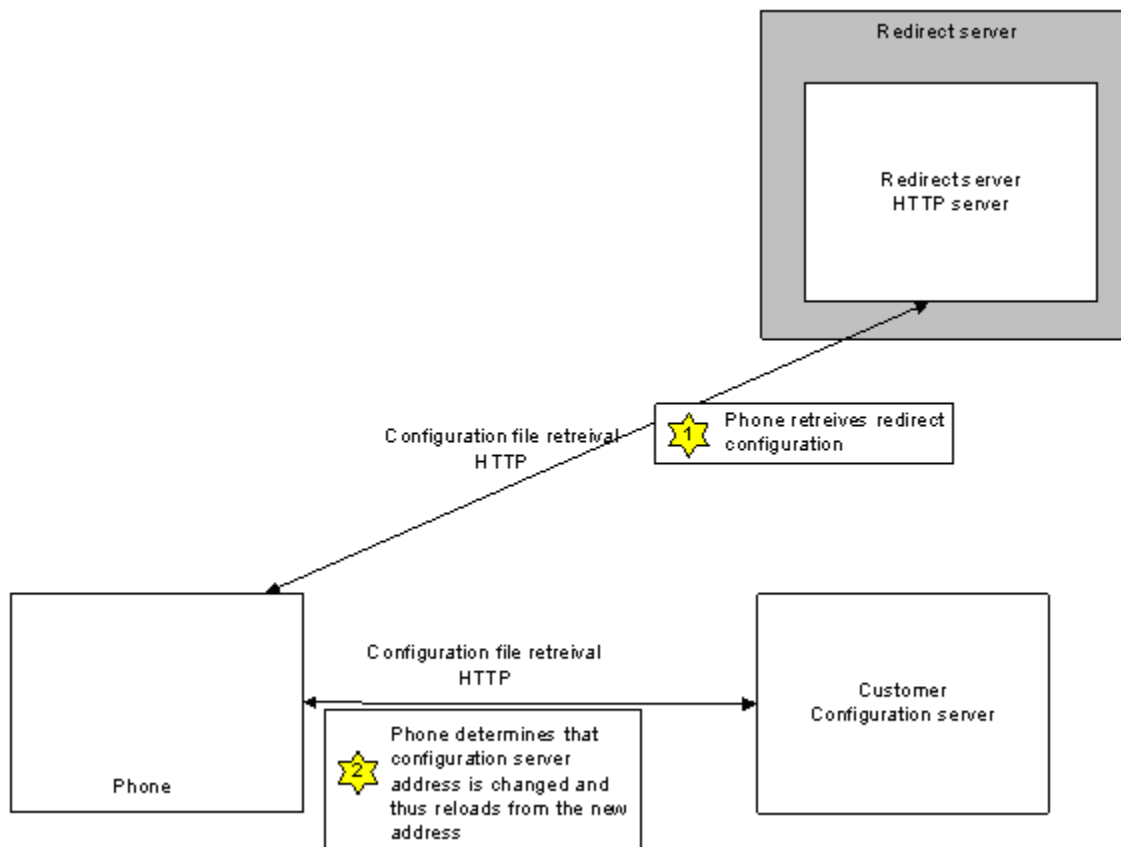 Redirect server
Redirect server
HTTP server
1
Phone retreives redirect
configuration
Configuration file retreival
HTTP
Configuration file retreival
HTTP
Customer
Configuration server
Phone
2
Phone determines that
configuration server
address is changed and
thus reloads from the new
address